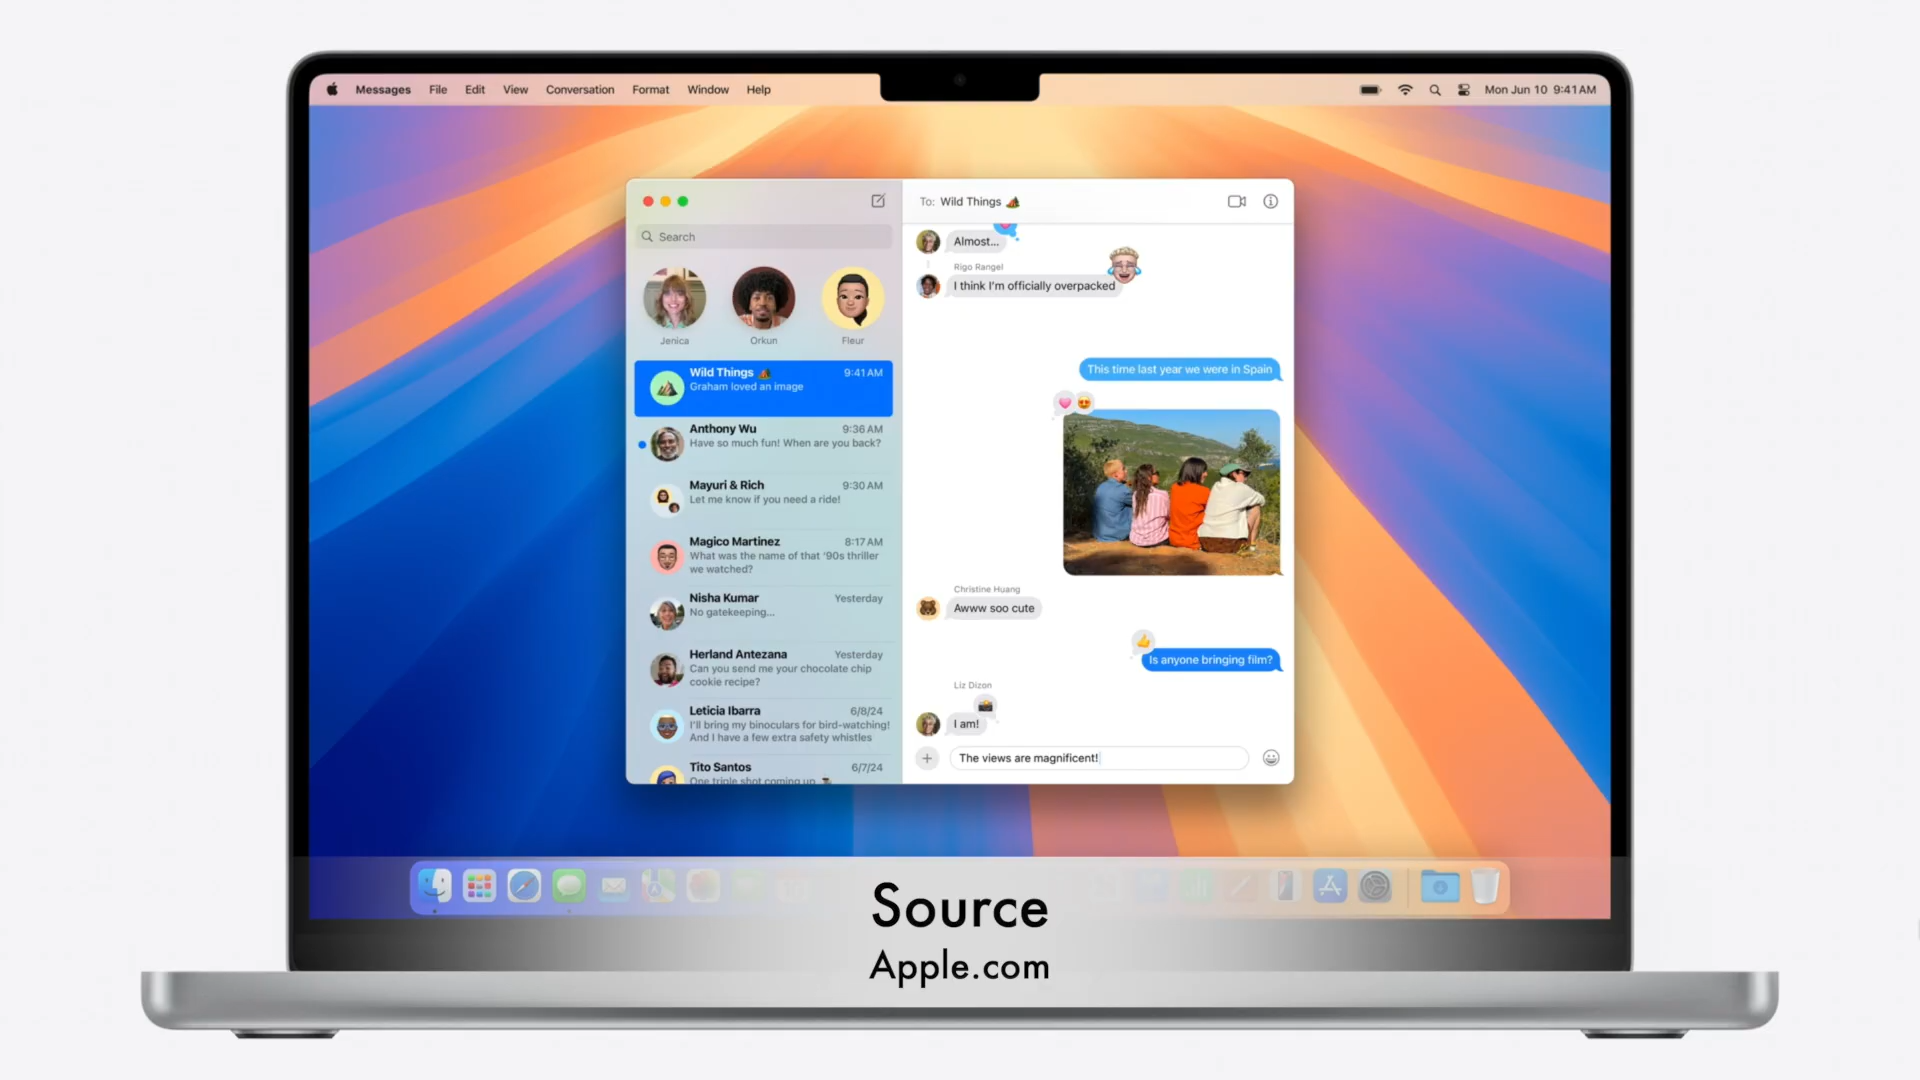 Messages File Edit View Conversation Format Window Help
Mon Jun 10 9:41 AM
Search
Jenica Orkun Fleur
Wild Things 9:41 AM
Graham loved an image
Anthony Wu 9:36 AM
Have so much fun! When are you back?
Mayuri & Rich 9:30 AM
Let me know if you need a ride!
Magico Martinez 8:17 AM
What was the name of that '90s thriller
we watched?
Nisha Kumar Yesterday
No gatekeeping...
Herland Antezana Yesterday
Can you send me your chocolate chip
cookie recipe?
Leticia Ibarra 6/8/24
I'll bring my binoculars for bird-watching!
And I have a few extra safety whistles
Tito Santos 6/7/24
One triple shot coming up
To: Wild Things
Almost...
Rigo Rangel
I think I'm officially overpacked
This time last year we were in Spain
Christine Huang
Awww soo cute
Is anyone bringing film?
Liz Dizon
I am!
The views are magnificent!
Source
Apple.com